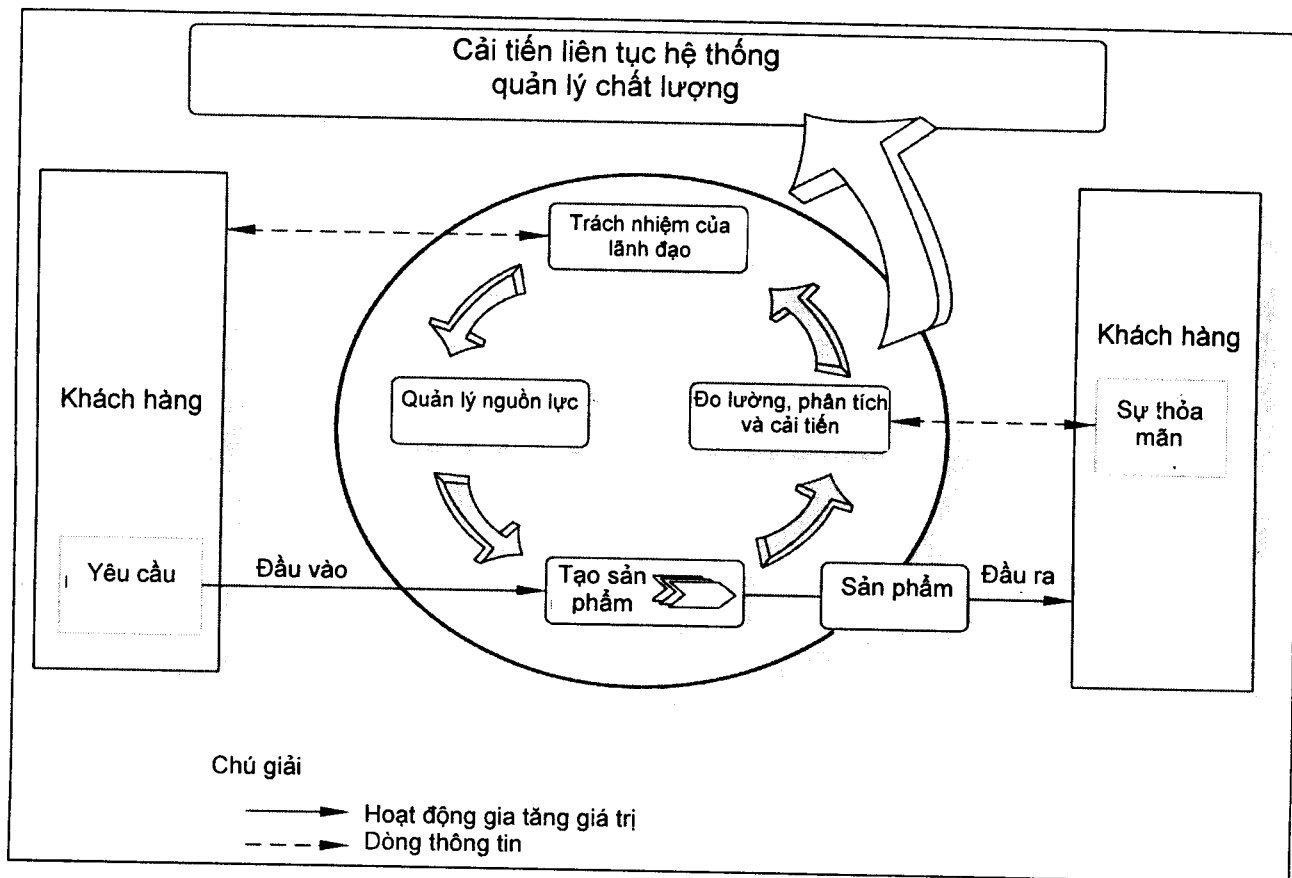 Cải tiến liên tục hệ thống
quản lý chất lượng
Trách nhiệm của
lãnh đạo
Khách hàng
Quản lý nguồn lực
Đo lường, phân tích
và cải tiến
Khách hàng
Sự thỏa
mãn
Yêu cầu
Đầu vào
Tạo sản
phẩm
Sản phẩm
Đầu ra
Chú giải
Hoạt động gia tăng giá trị
Dòng thông tin